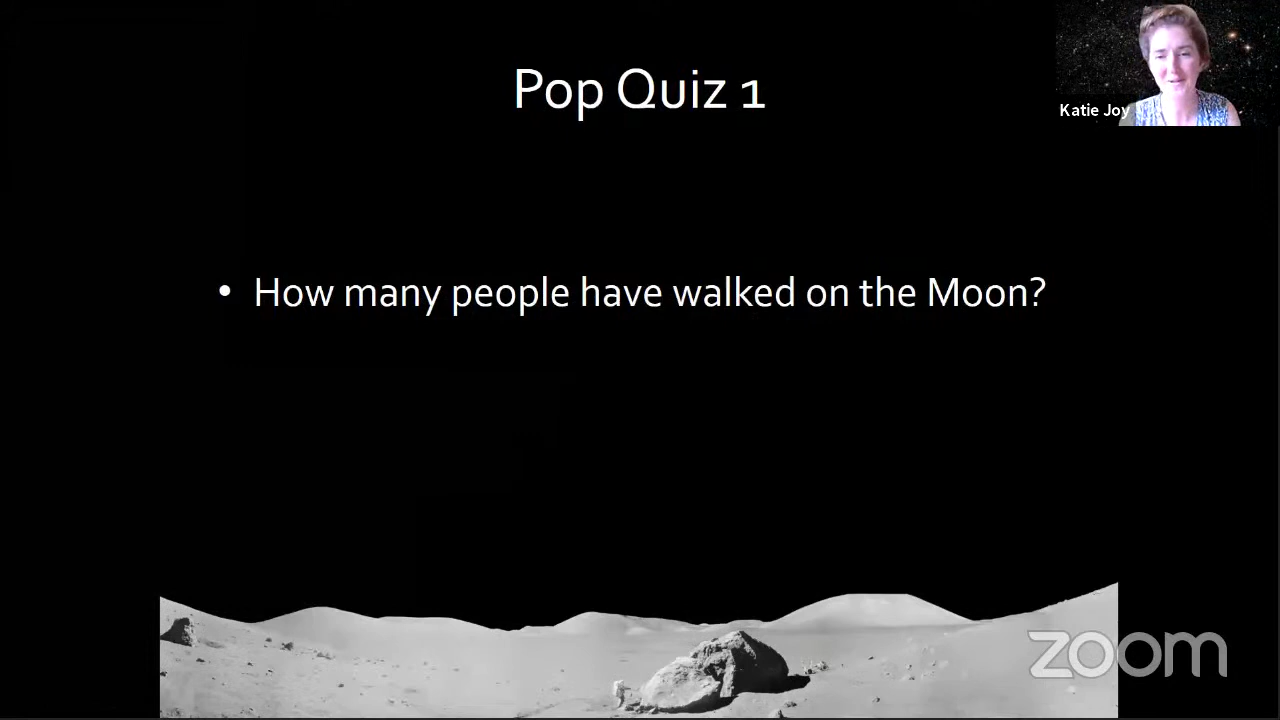 Pop Quiz 1
Katie Joy
• How many people have walked on the Moon?
zoom